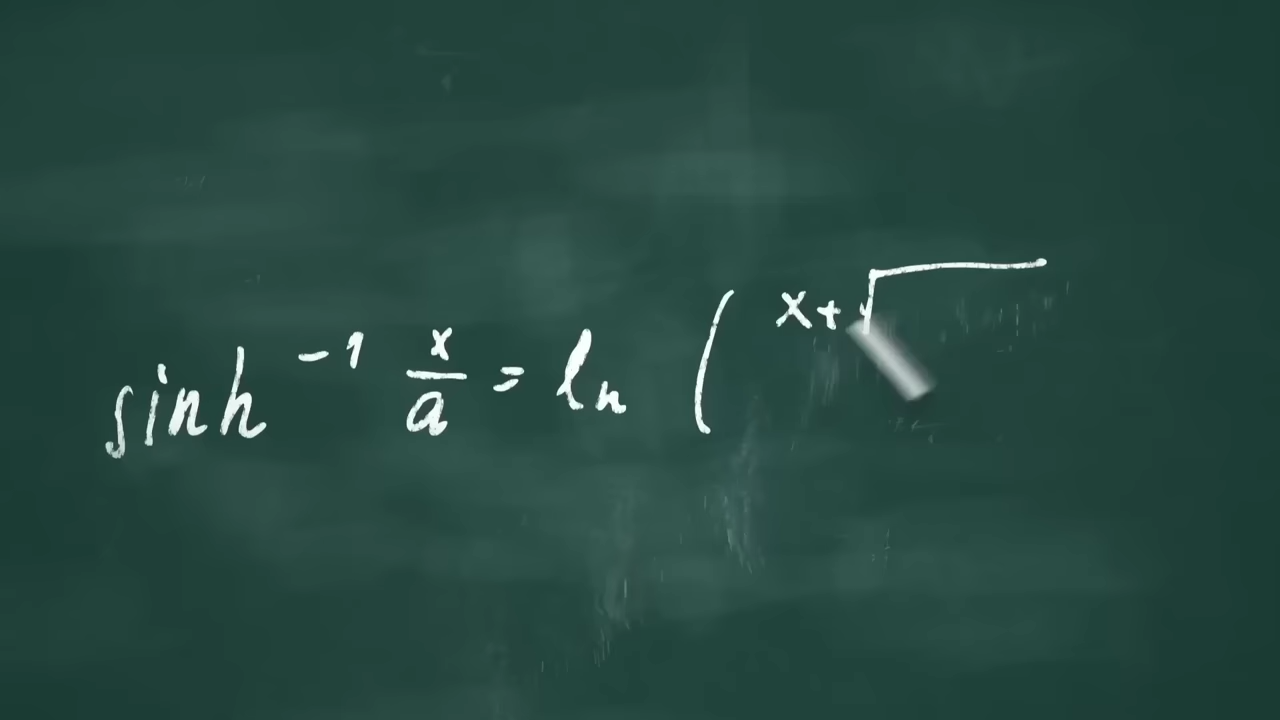 sinh⁻¹ x/a = ln ( x+√